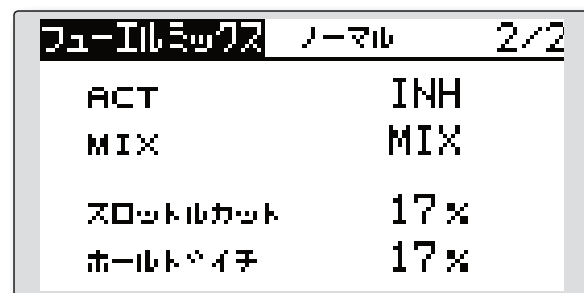 フューエルミックス ノーマル 2/2
ACT INH
MIX MIX
スロットルカット 17%
ホールドイチ 17%